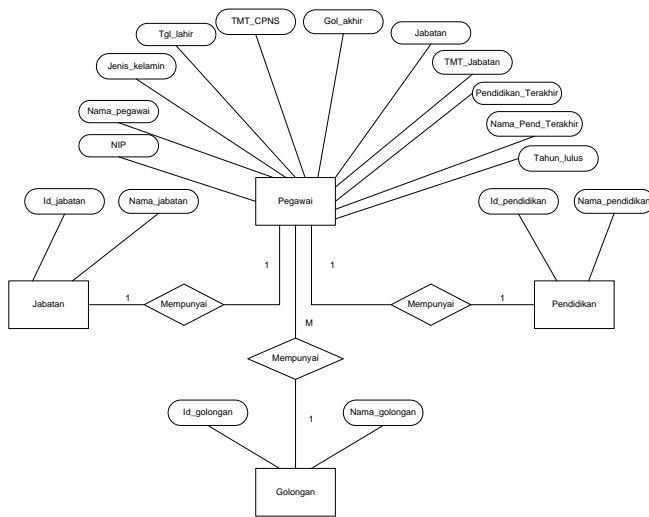 TMT_CPNS
Gol_akhir
Tgl_lahir
Jabatan
Jenis_kelamin
TMT_Jabatan
Pendidikan_Terakhir
Nama_pegawai
Nama_Pend_Terakhir
NIP
Tahun_lulus
Pegawai
Id_jabatan
Nama_jabatan
Id_pendidikan
Nama_pendidikan
1
1
Jabatan
1
Mempunyai
Mempunyai
1
Pendidikan
M
Mempunyai
Id_golongan
1
Nama_golongan
Golongan